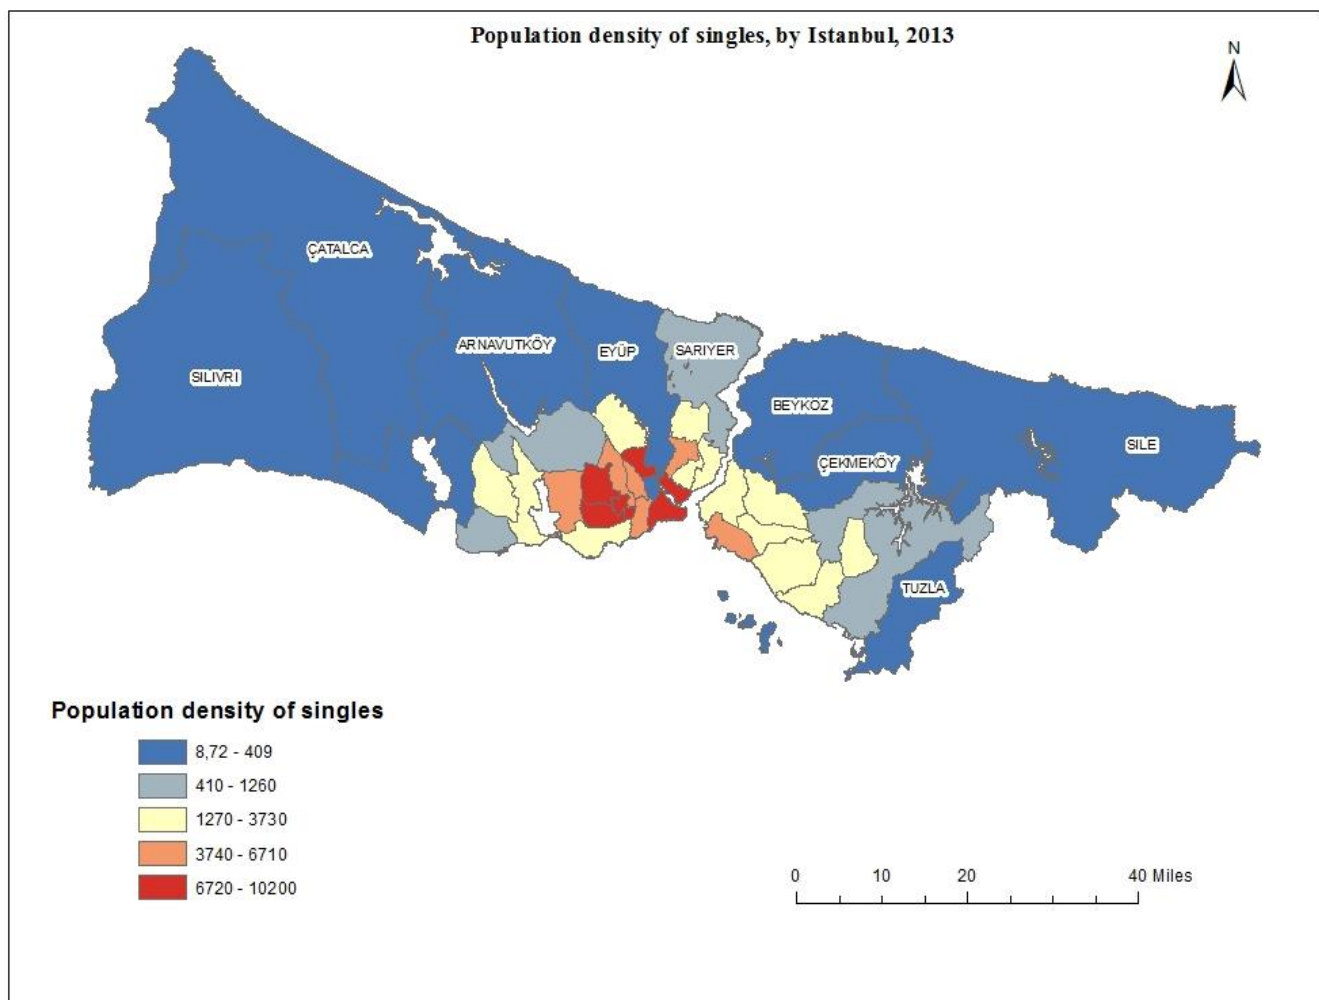 Population density of singles, by Istanbul, 2013
N
ÇATALCA
ARNAVUTKÖY
EYÜP
SARIYER
SILIVRI
BEYKOZ
SILE
ÇEKMEKÖY
TUZLA
Population density of singles
8,72 - 409
410 - 1260
1270 - 3730
3740 - 6710
6720 - 10200
0 10 20 40 Miles